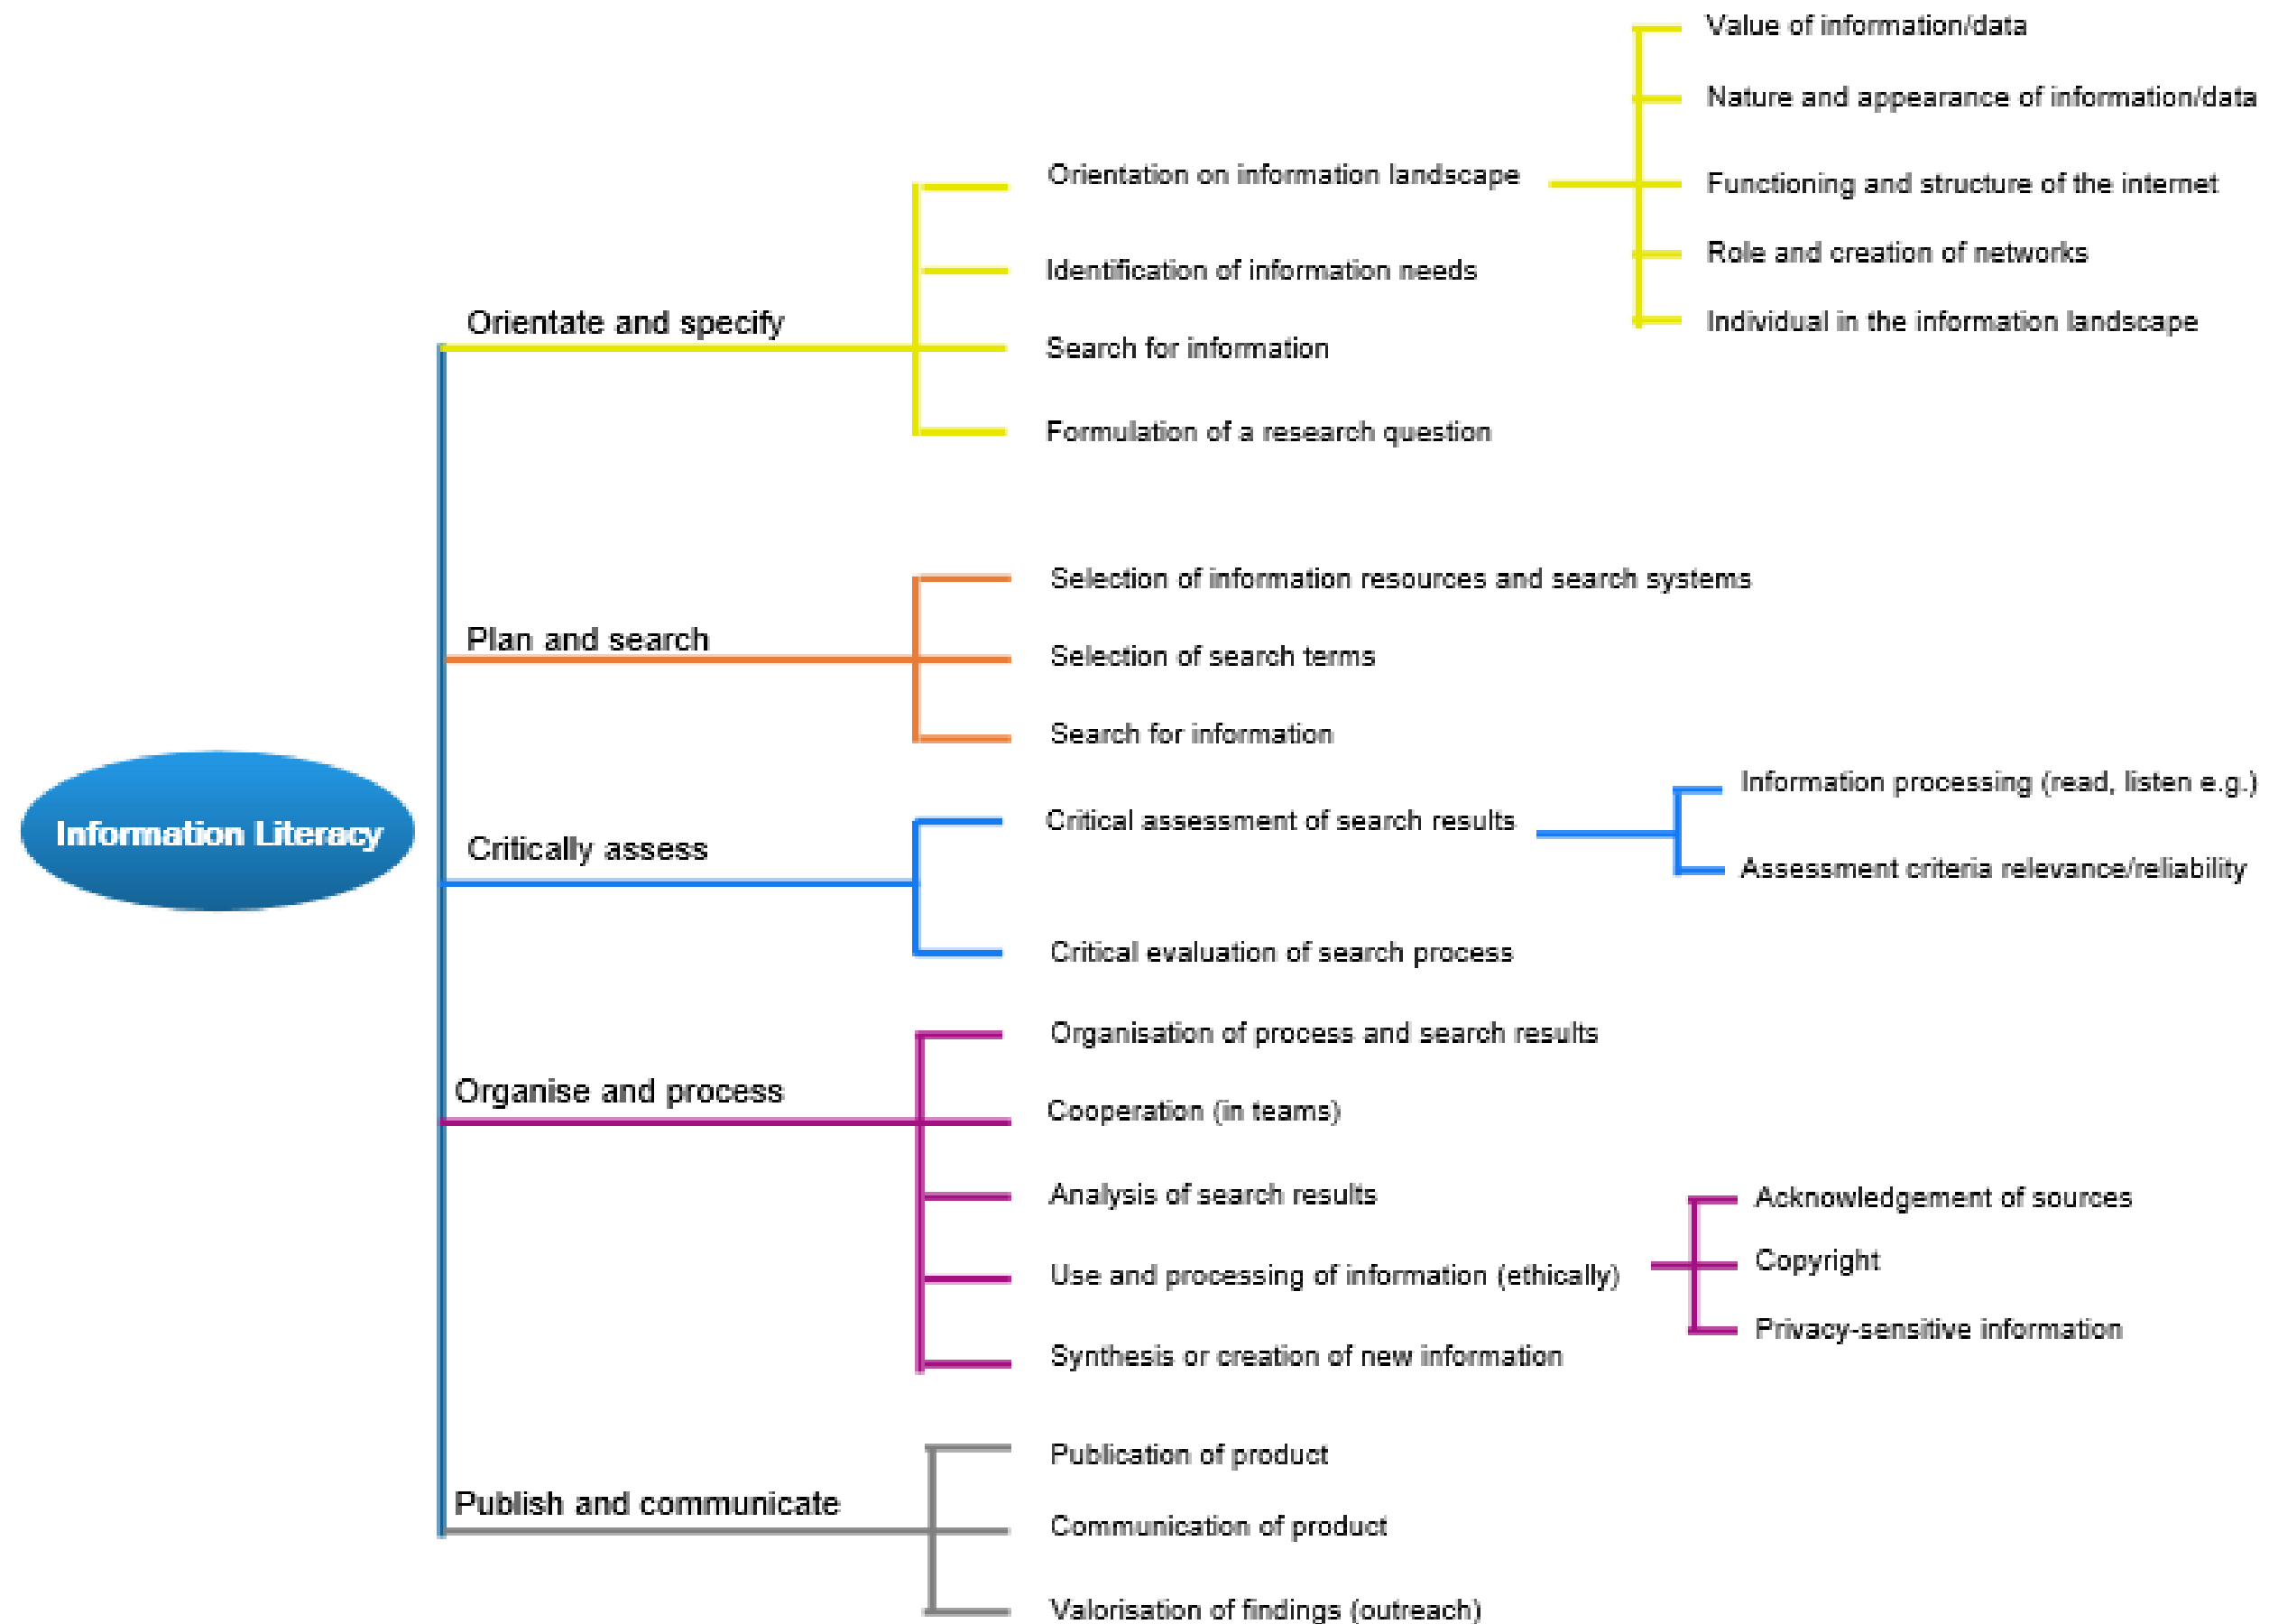 Information Literacy
Orientate and specify
Orientation on information landscape
Value of information/data
Nature and appearance of information/data
Functioning and structure of the internet
Role and creation of networks
Individual in the information landscape
Identification of information needs
Search for information
Formulation of a research question
Plan and search
Selection of information resources and search systems
Selection of search terms
Search for information
Critically assess
Critical assessment of search results
Information processing (read, listen e.g.)
Assessment criteria relevance/reliability
Critical evaluation of search process
Organise and process
Organisation of process and search results
Cooperation (in teams)
Analysis of search results
Use and processing of information (ethically)
Acknowledgement of sources
Copyright
Privacy-sensitive information
Synthesis or creation of new information
Publish and communicate
Publication of product
Communication of product
Valorisation of findings (outreach)